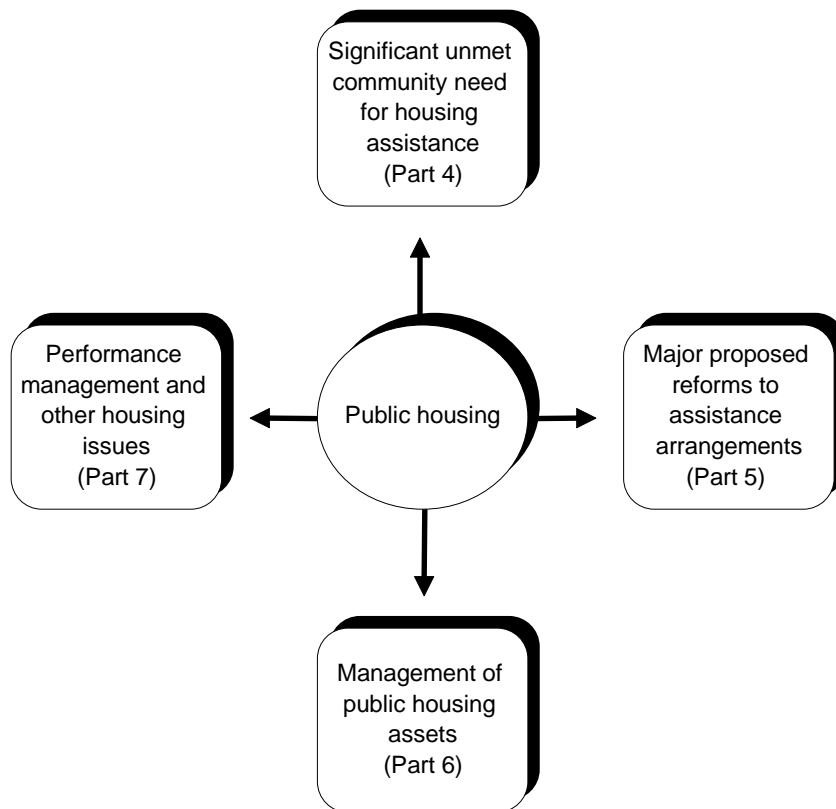 Significant unmet
community need
for housing
assistance
(Part 4)
Performance
management and
other housing
issues
(Part 7)
Public housing
Major proposed
reforms to
assistance
arrangements
(Part 5)
Management of
public housing
assets
(Part 6)